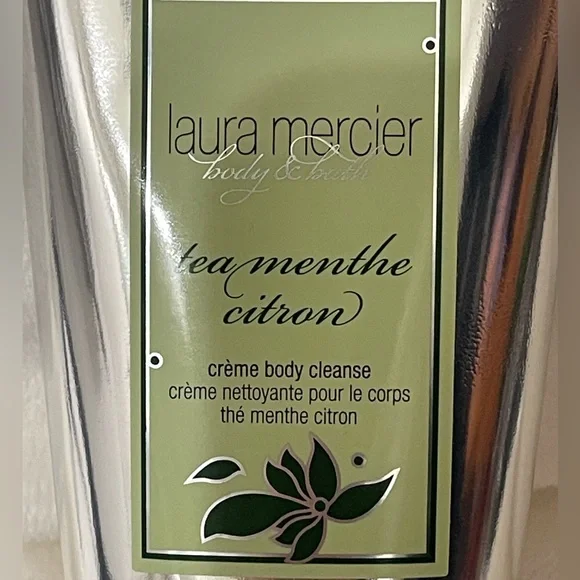 laura mercier
body & bath
tea menthe
citron
crème body cleanse
crème nettoyante pour le corps
thé menthe citron